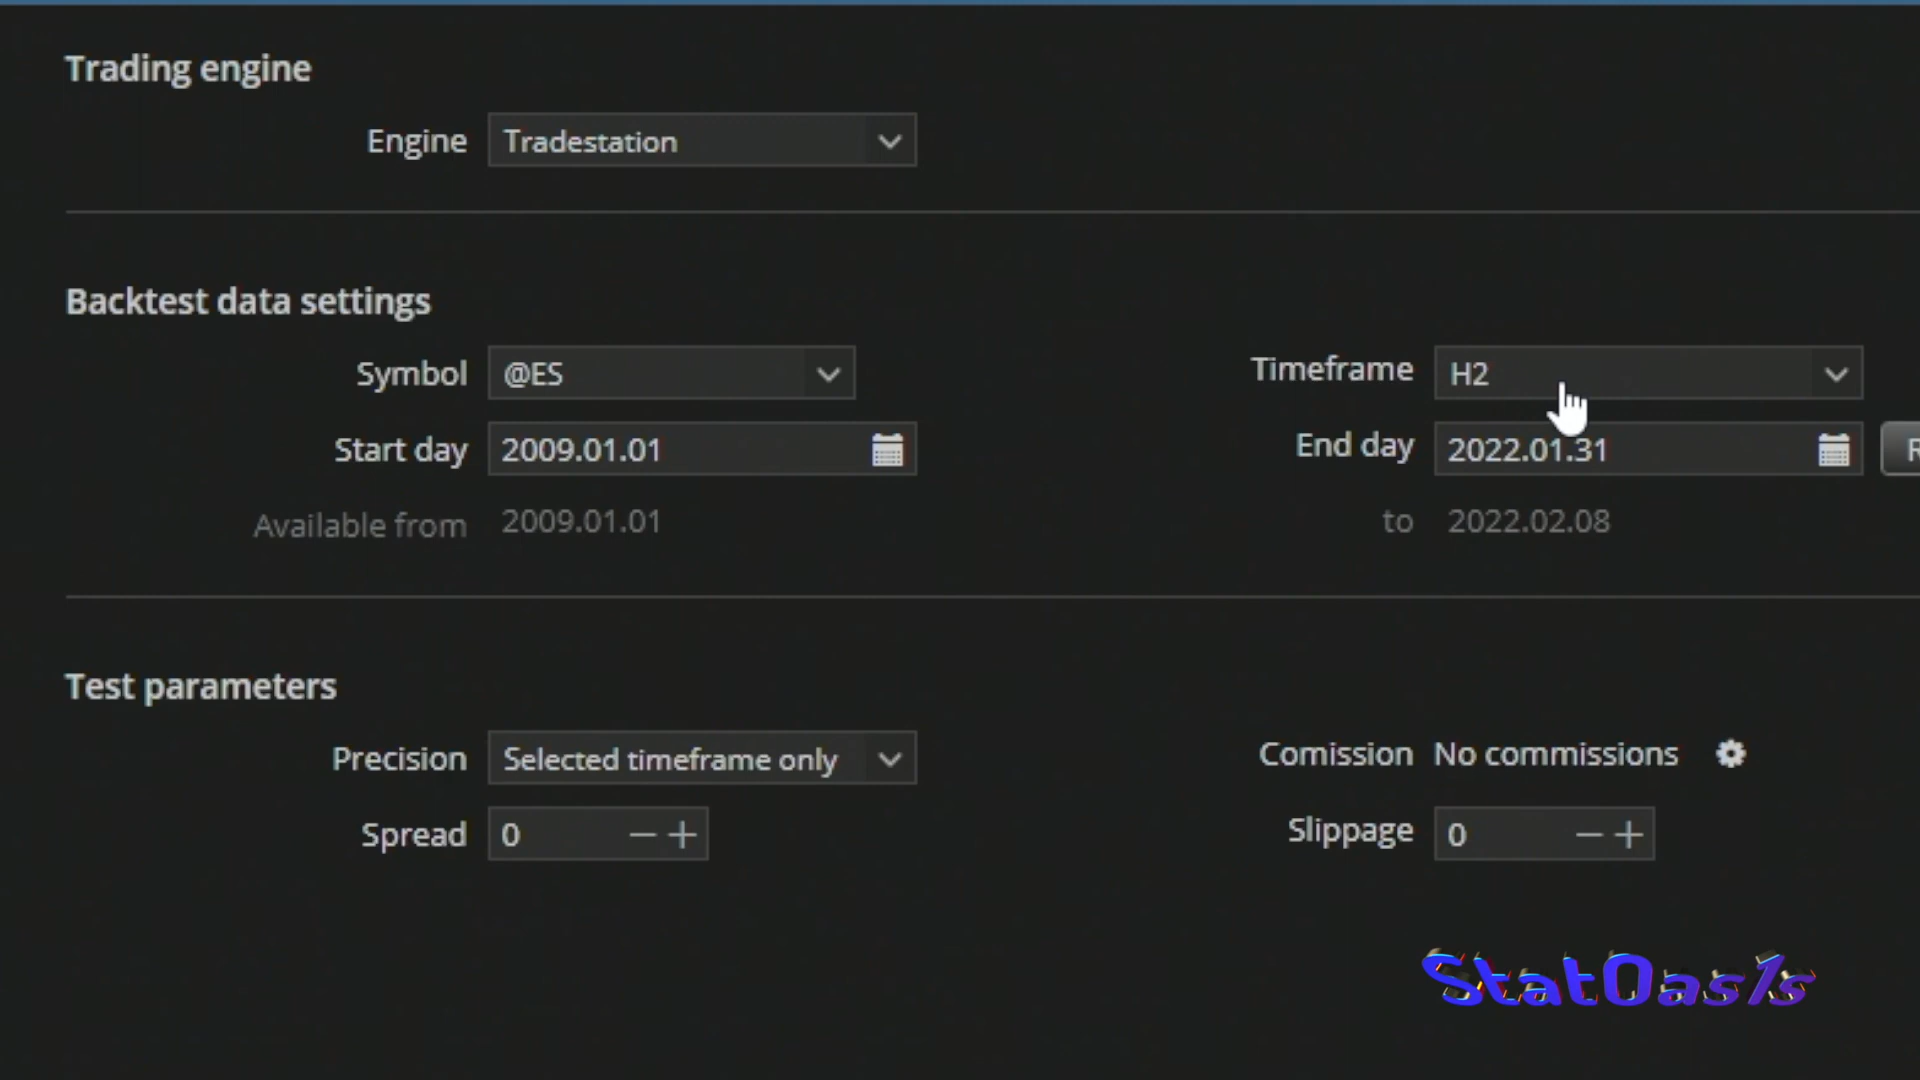 Trading engine
Engine Tradestation
Backtest data settings
Symbol @ES Timeframe H2
Start day 2009.01.01 End day 2022.01.31 R
Available from 2009.01.01 to 2022.02.08
Test parameters
Precision Selected timeframe only Comission No commissions
Spread 0 Slippage 0
StatOas1s